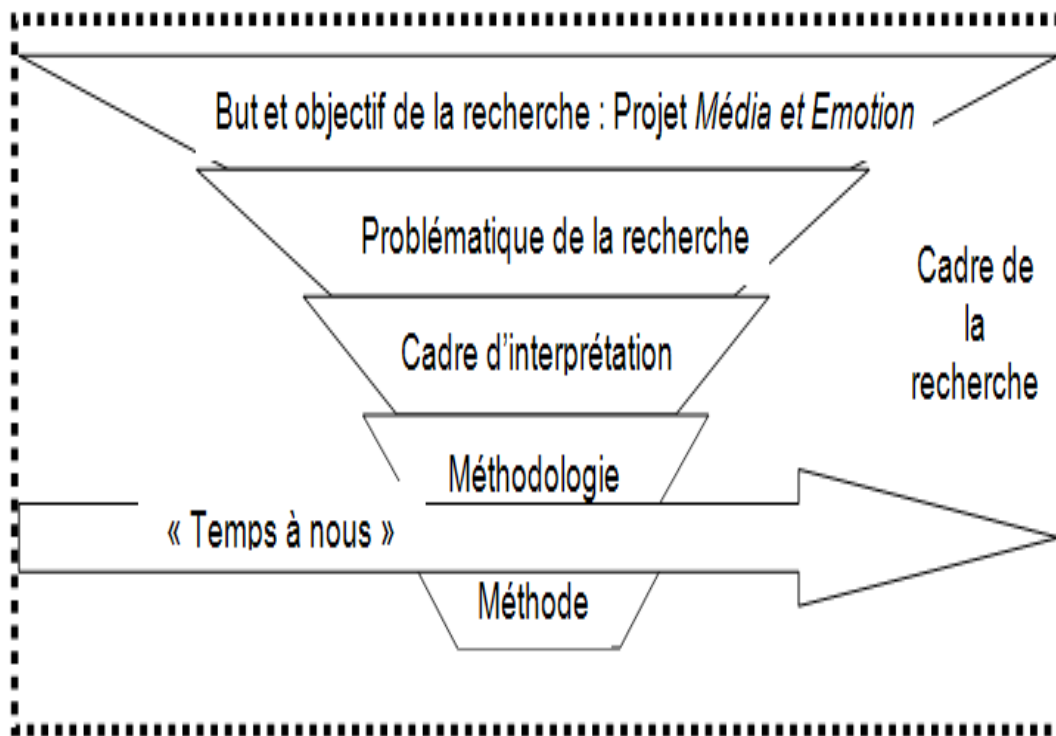 But et objectif de la recherche : Projet Média et Emotion
Problématique de la recherche
Cadre d'interprétation
Cadre de
la
recherche
Méthodologie
« Temps à nous »
Méthode